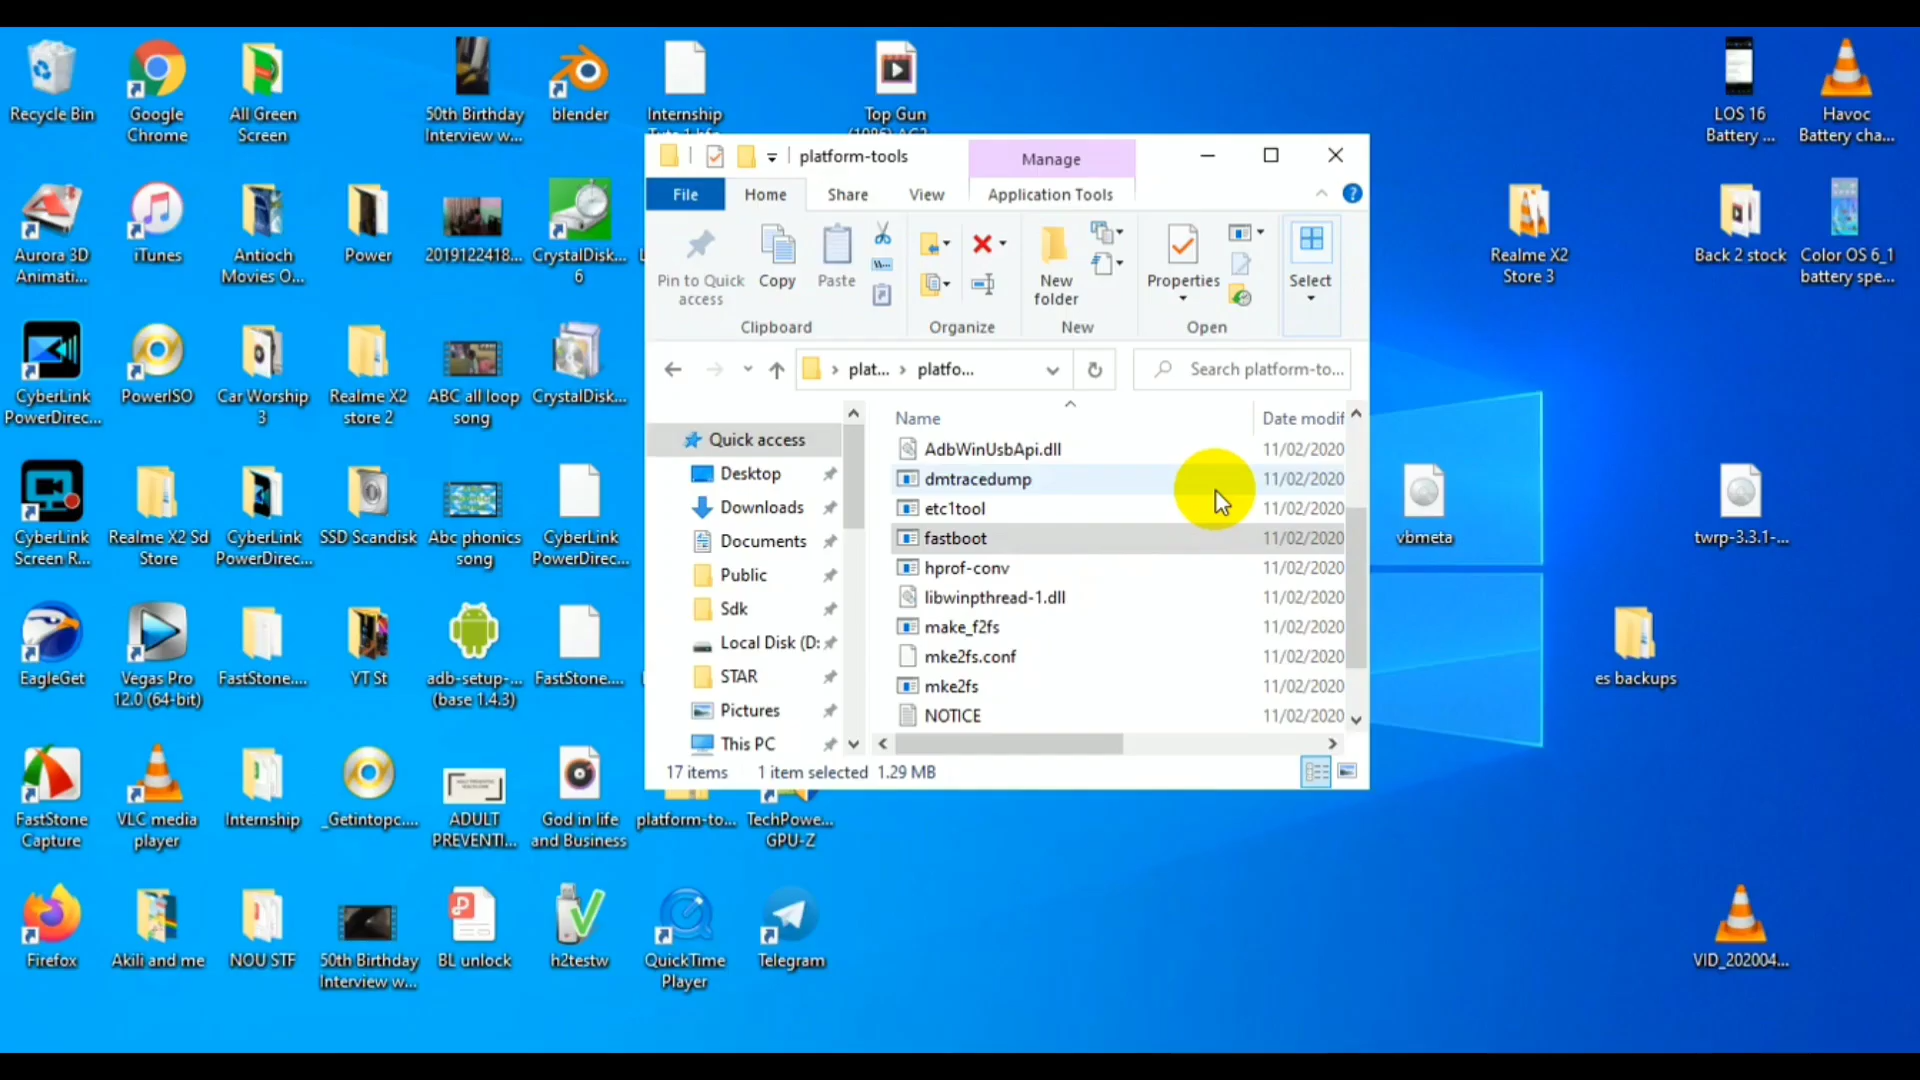 Recycle Bin
Google
Chrome
All Green
Screen
50th Birthday
Interview w...
blender
Internship
Top Gun
LOS 16
Battery ...
Havoc
Battery cha...
Aurora 3D
Animati...
iTunes
Antioch
Movies O...
Power
2019122418...
CrystalDisk...
6
Realme X2
Store 3
Back 2 stock
Color OS 6_1
battery spe...
CyberLink
PowerDirec...
PowerISO
Car Worship
3
Realme X2
store 2
ABC all loop
song
CrystalDisk...
CyberLink
Screen R...
Realme X2 Sd
Store
CyberLink
PowerDirec...
SSD Scandisk
Abc phonics
song
CyberLink
PowerDirec...
vbmeta
twrp-3.3.1-...
EagleGet
Vegas Pro
12.0 (64-bit)
FastStone....
YT St
adb-setup-...
(base 1.4.3)
FastStone....
es backups
FastStone
Capture
VLC media
player
Internship
_Getintopc....
ADULT
PREVENTI...
God in life
and Business
platform-to...
TechPowe...
GPU-Z
Firefox
Akili and me
NOU STF
50th Birthday
Interview w...
BL unlock
h2testw
QuickTime
Player
Telegram
VID_202004...
platform-tools
Manage
File
Home
Share
View
Application Tools
Pin to Quick
access
Copy
Paste
New
folder
Properties
Select
Clipboard
Organize
New
Open
plat... › platfo...
Search platform-to...
Quick access
Desktop
Downloads
Documents
Public
Sdk
Local Disk (D:
STAR
Pictures
This PC
Name
Date modif
AdbWinUsbApi.dll 11/02/2020
dmtracedump 11/02/2020
etc1tool 11/02/2020
fastboot 11/02/2020
hprof-conv 11/02/2020
libwinpthread-1.dll 11/02/2020
make_f2fs 11/02/2020
mke2fs.conf 11/02/2020
mke2fs 11/02/2020
NOTICE 11/02/2020
17 items 1 item selected 1.29 MB